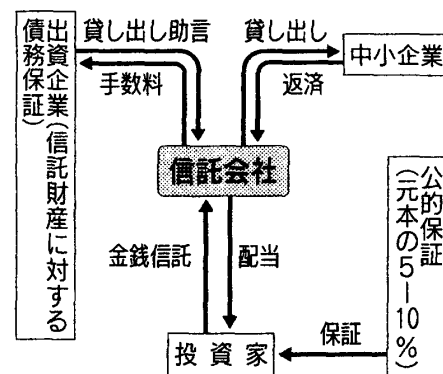 出資企業(信託財産に対する
債務保証)
貸し出し助言
手数料
貸し出し
返済
中小企業
信託会社
金銭信託
配当
公的保証
(元本の5ー10%)
保証
投資家